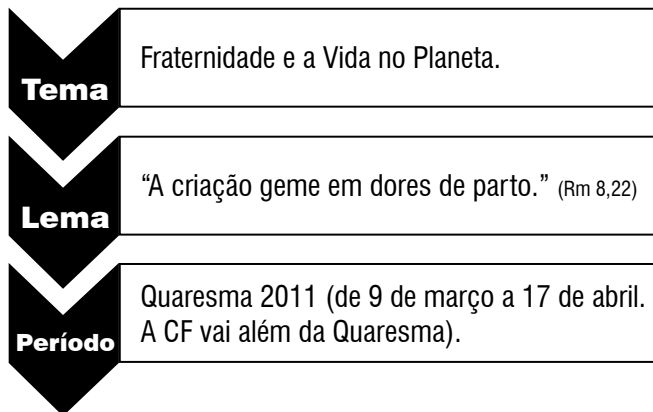 Tema
Fraternidade e a Vida no Planeta.
Lema
“A criação geme em dores de parto.” (Rm 8,22)
Período
Quaresma 2011 (de 9 de março a 17 de abril.
A CF vai além da Quaresma).